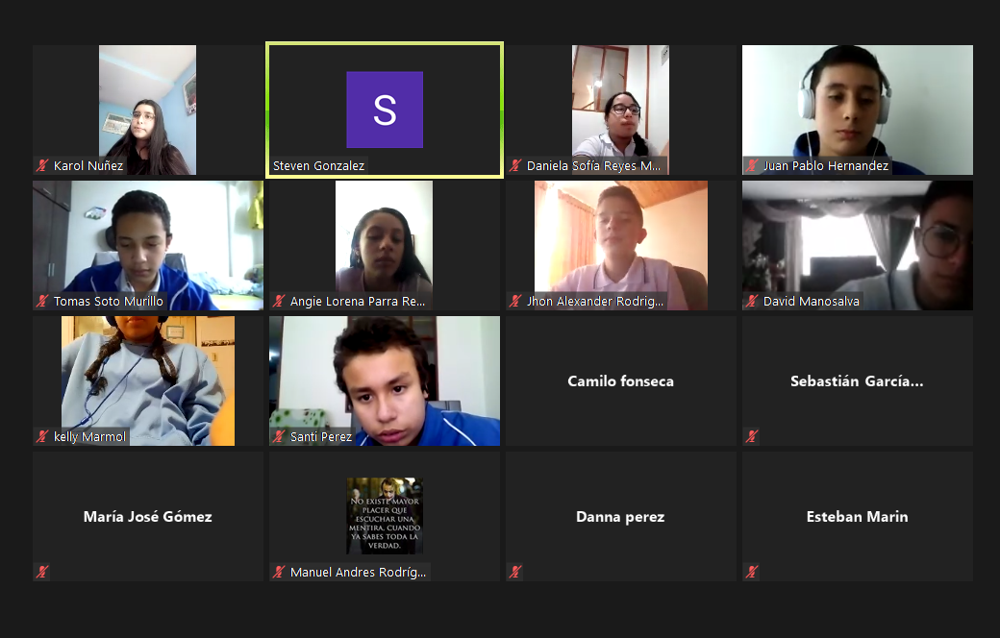 Karol Nuñez
S
Steven Gonzalez
Daniela Sofía Reyes M...
Juan Pablo Hernandez
Tomas Soto Murillo
Angie Lorena Parra Re...
Jhon Alexander Rodrig...
David Manosalva
kelly Marmol
Santi Perez
Camilo fonseca
Sebastián García...
María José Gómez
NO EXISTE MAYOR
PLACER QUE
ESCUCHAR UNA
MENTIRA, CUANDO
YA SABES TODA LA
VERDAD.
Manuel Andres Rodríg...
Danna perez
Esteban Marin